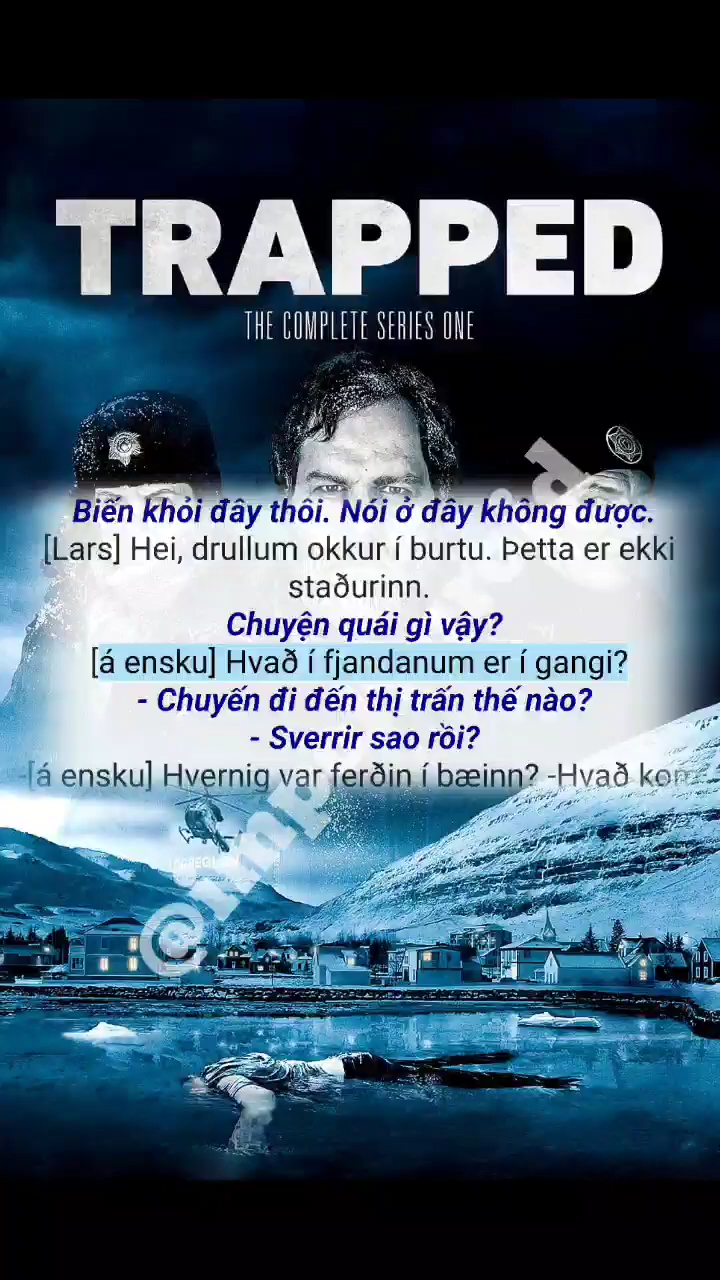 TRAPPED
THE COMPLETE SERIES ONE
Biến khỏi đây thôi. Nói ở đây không được.
[Lars] Hei, drullum okkur í burtu. Þetta er ekki
staðurinn.
Chuyện quái gì vậy?
[á ensku] Hvað í fjandanum er í gangi?
- Chuyến đi đến thị trấn thế nào?
- Sverrir sao rồi?
-[á ensku] Hvernig var ferðin í bæinn? -Hvað